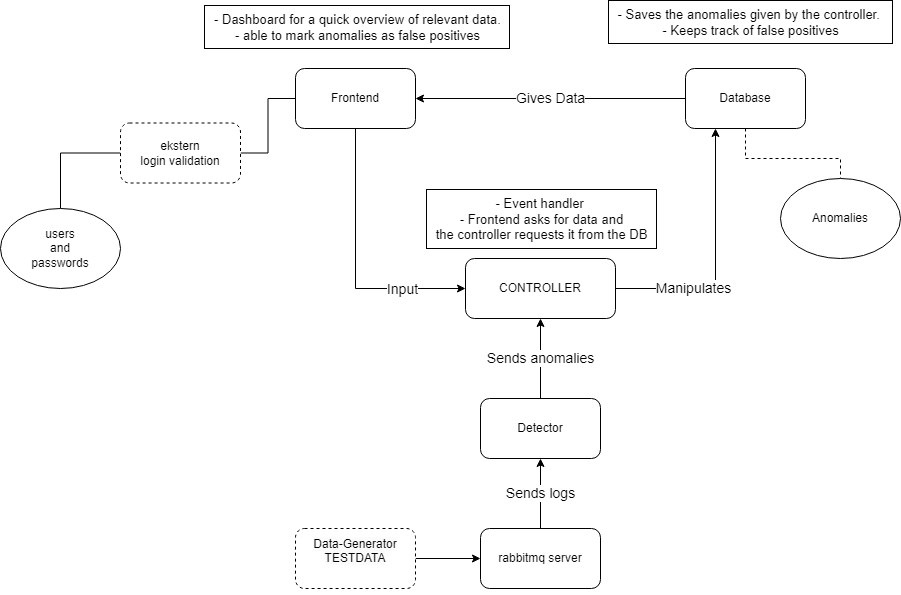 - Dashboard for a quick overview of relevant data.
- able to mark anomalies as false positives
- Saves the anomalies given by the controller.
- Keeps track of false positives
Frontend
Gives Data
Database
ekstern
login validation
users
and
passwords
- Event handler
- Frontend asks for data and
the controller requests it from the DB
Anomalies
Input
CONTROLLER
Manipulates
Sends anomalies
Detector
Sends logs
Data-Generator
TESTDATA
rabbitmq server